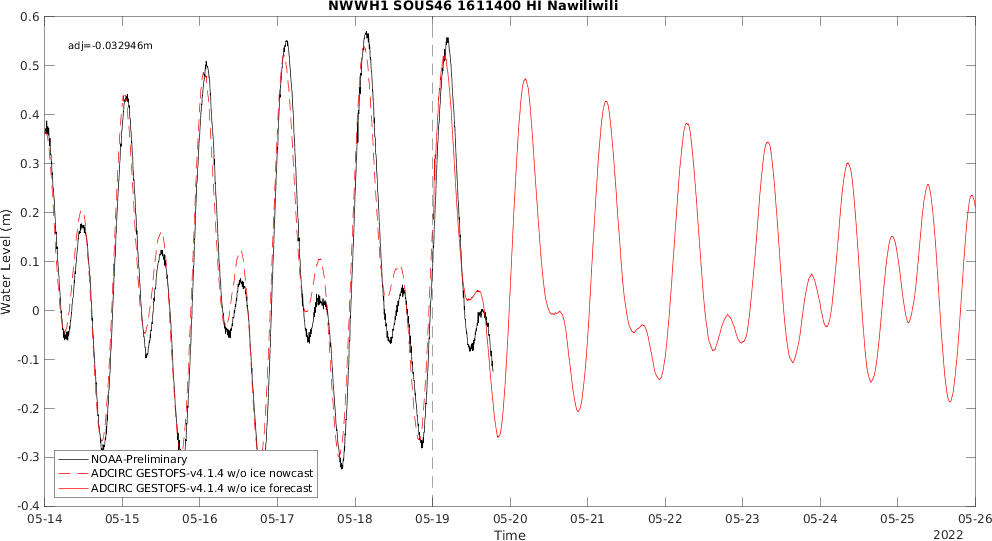 NWWH1 SOUS46 1611400 HI Nawiliwili
adj=-0.032946m
Water Level (m)
0.6
0.5
0.4
0.3
0.2
0.1
0
-0.1
-0.2
-0.3
-0.4
NOAA-Preliminary
ADCIRC GESTOFS-v4.1.4 w/o ice nowcast
ADCIRC GESTOFS-v4.1.4 w/o ice forecast
05-14 05-15 05-16 05-17 05-18 05-19 05-20 05-21 05-22 05-23 05-24 05-25 05-26
Time
2022